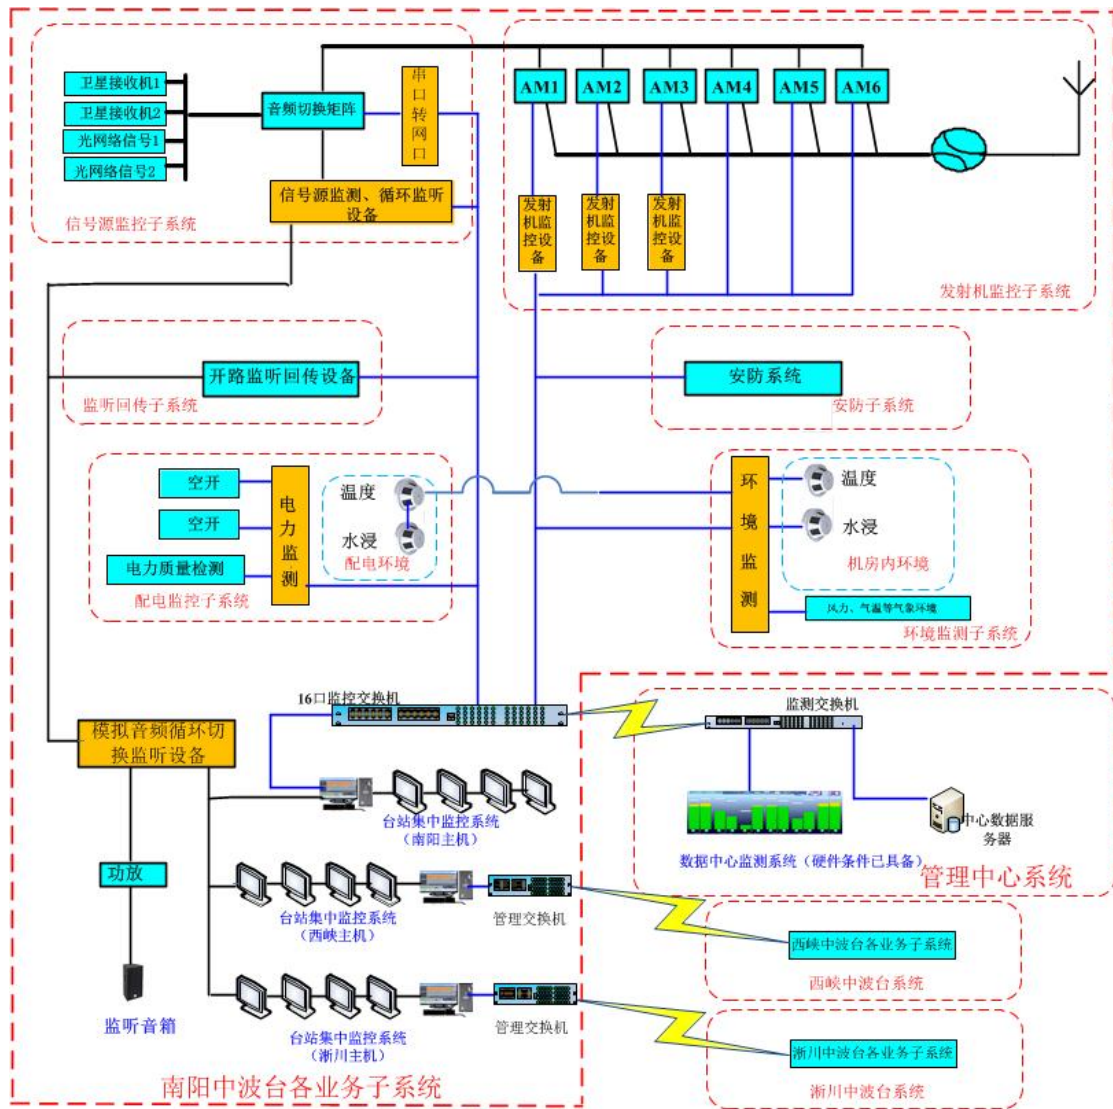 卫星接收机1
卫星接收机2
光网络信号1
光网络信号2
音频切换矩阵
串
口
转
网
口
信号源监测、循环监听
设备
信号源监控子系统
AM1
AM2
AM3
AM4
AM5
AM6
发射
机监
控设
备
发射
机监
控设
备
发射
机监
控设
备
发射机监控子系统
开路监听回传设备
监听回传子系统
安防系统
安防子系统
空开
空开
电力质量检测
电
力
监
测
温度
水浸
配电环境
配电监控子系统
环
境
监
测
温度
水浸
机房内环境
风力、气温等气象环境
环境监测子系统
16口监控交换机
监测交换机
模拟音频循环切
换监听设备
台站集中监控系统
（南阳主机）
中心数据服
务器
数据中心监测系统（硬件条件已具备）
管理中心系统
功放
台站集中监控系统
（西峡主机）
管理交换机
西峡中波台各业务子系统
西峡中波台系统
监听音箱
台站集中监控系统
（淅川主机）
管理交换机
淅川中波台各业务子系统
淅川中波台系统
南阳中波台各业务子系统